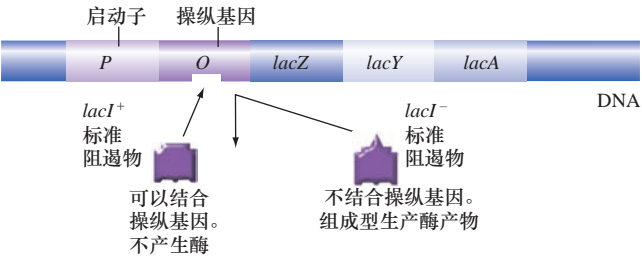 启动子 操纵基因
P O lacZ lacY lacA
DNA
lacI⁺
标准
阻遏物
可以结合
操纵基因。
不产生酶
lacI⁻
标准
阻遏物
不结合操纵基因。
组成型生产酶产物